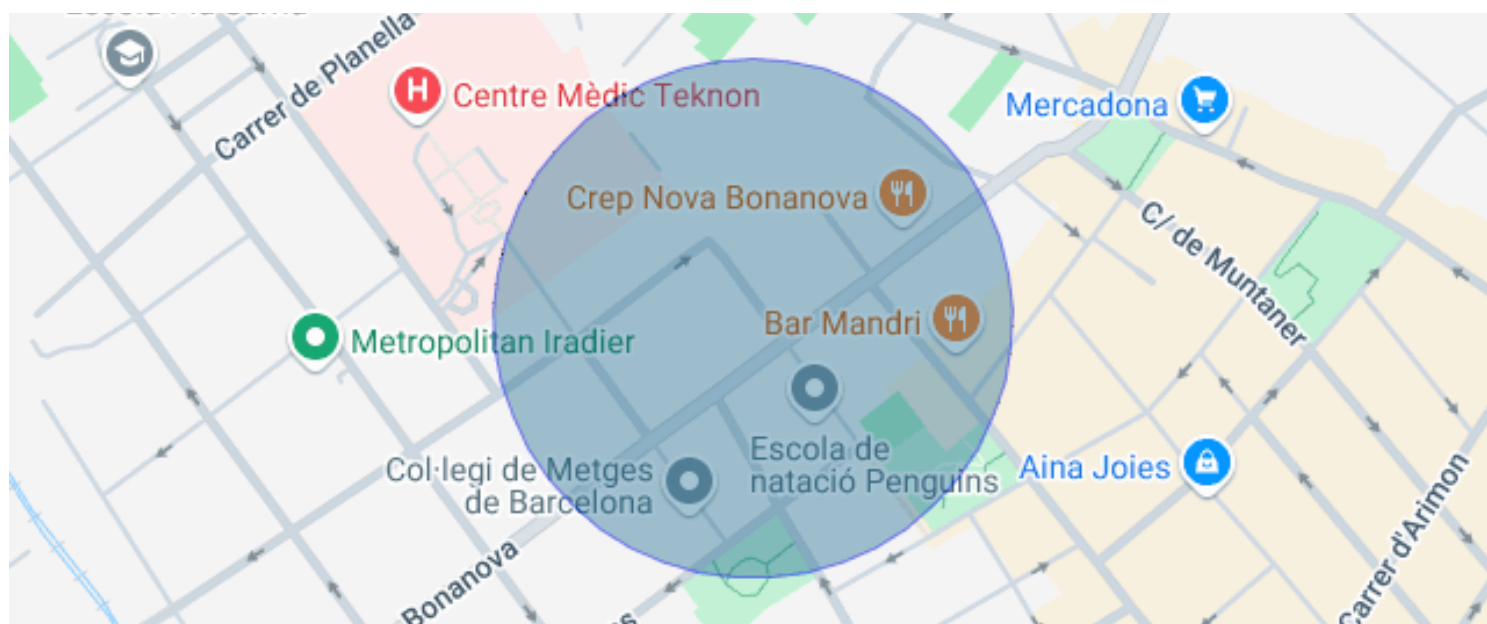 Carrer de Planella
Centre Mèdic Teknon
Mercadona
Crep Nova Bonanova
C/ de Muntaner
Bar Mandri
Metropolitan Iradier
Escola de
natació Penguins
Col·legi de Metges
de Barcelona
Aina Joies
Carrer d'Arimon
Bonanova